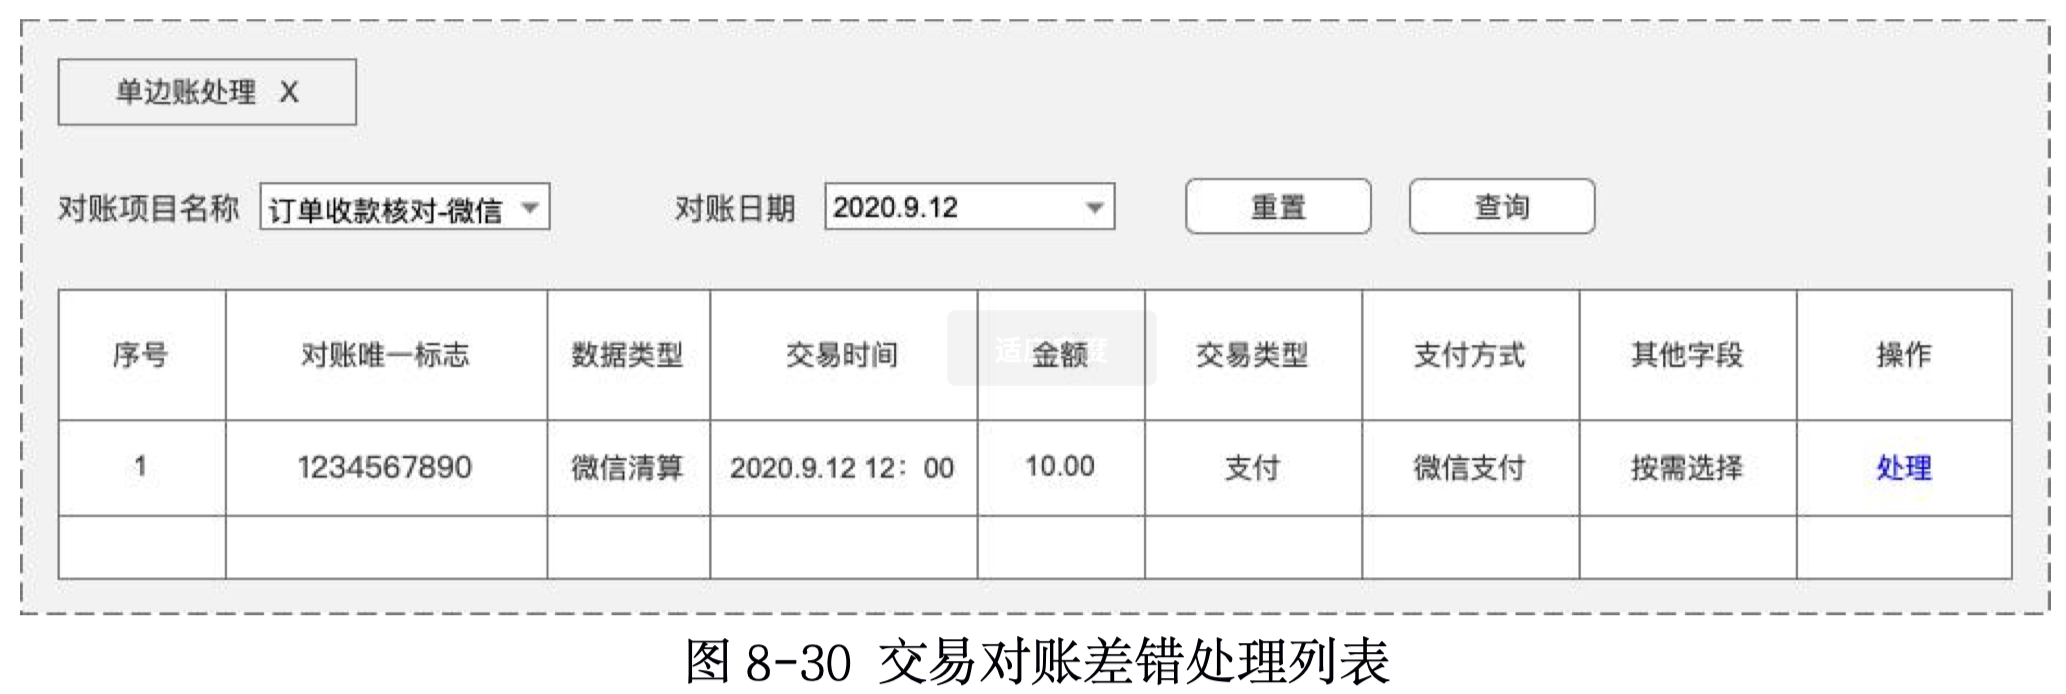 单边账处理 X
对账项目名称 订单收款核对-微信 对账日期 2020.9.12 重置 查询
序号 对账唯一标志 数据类型 交易时间 金额 交易类型 支付方式 其他字段 操作
1 1234567890 微信清算 2020.9.12 12：00 10.00 支付 微信支付 按需选择 处理
图 8-30 交易对账差错处理列表